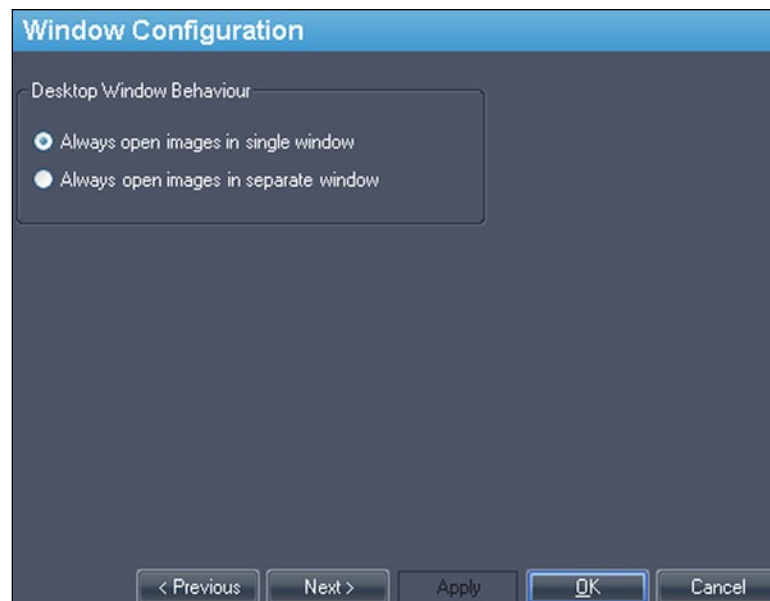 Window Configuration
Desktop Window Behaviour
Always open images in single window
Always open images in separate window
< Previous Next > Apply OK Cancel